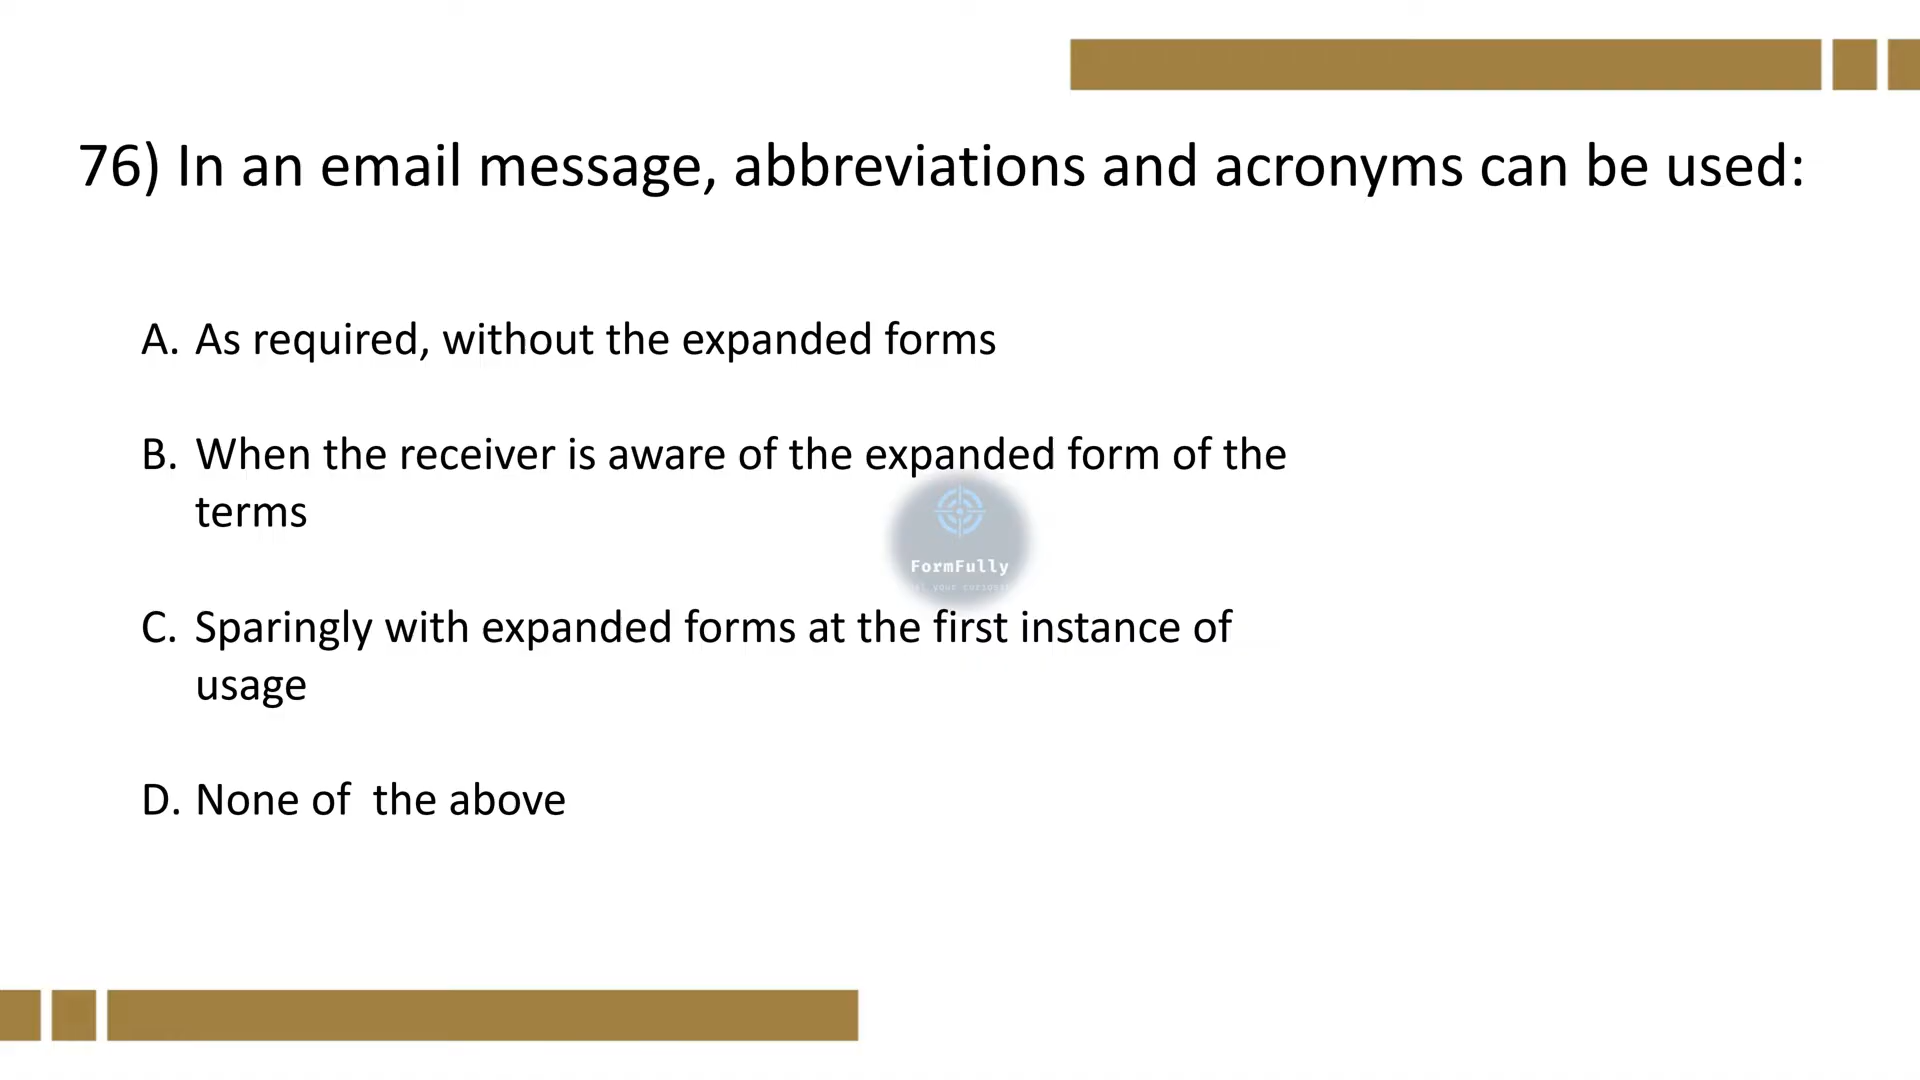 76) In an email message, abbreviations and acronyms can be used:
A. As required, without the expanded forms
B. When the receiver is aware of the expanded form of the
terms
FormFully
C. Sparingly with expanded forms at the first instance of
usage
D. None of  the above